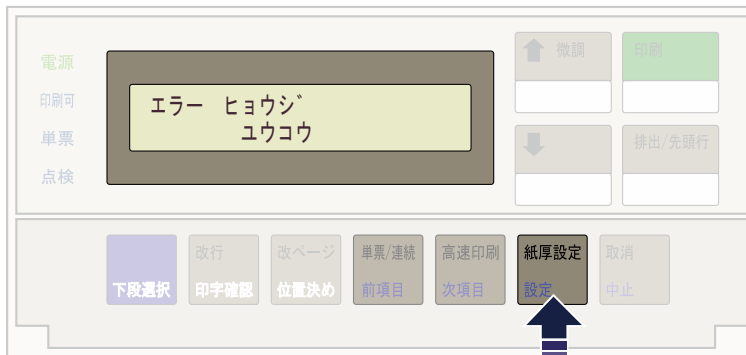 電源
印刷可
単票
点検
エラー ヒョウジ
ユウコウ
微調
印刷
排出/先頭行
改行
改ページ
単票/連続
高速印刷
紙厚設定
取消
下段選択
印字確認
位置決め
前項目
次項目
設定
中止